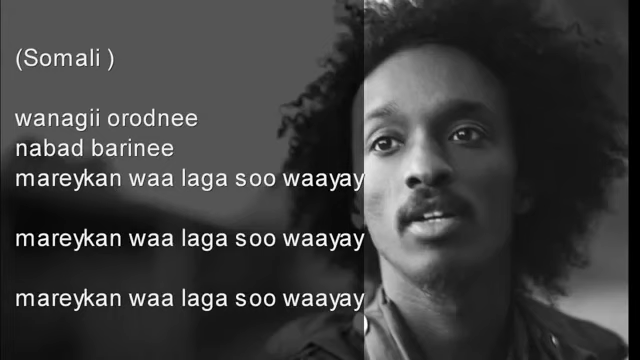 (Somali )
wanagii orodnee
nabad barinee
mareykan waa laga soo waayay
mareykan waa laga soo waayay
mareykan waa laga soo waayay